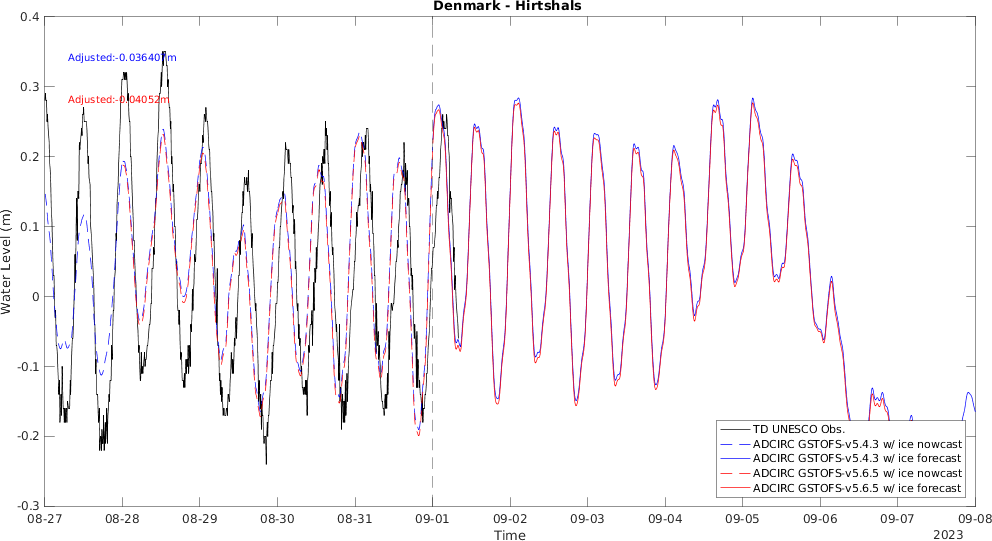 Denmark - Hirtshals
0.4
0.3
0.2
0.1
0
-0.1
-0.2
-0.3
Water Level (m)
Adjusted:-0.036407m
Adjusted:-0.04052m
TD UNESCO Obs.
ADCIRC GSTOFS-v5.4.3 w/ ice nowcast
ADCIRC GSTOFS-v5.4.3 w/ ice forecast
ADCIRC GSTOFS-v5.6.5 w/ ice nowcast
ADCIRC GSTOFS-v5.6.5 w/ ice forecast
08-27 08-28 08-29 08-30 08-31 09-01 09-02 09-03 09-04 09-05 09-06 09-07 09-08
Time
2023